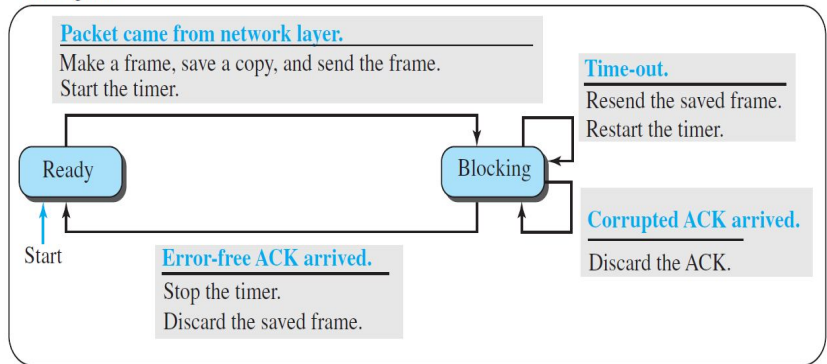 Packet came from network layer.
Make a frame, save a copy, and send the frame.
Start the timer.
Time-out.
Resend the saved frame.
Restart the timer.
Ready
Blocking
Start
Error-free ACK arrived.
Stop the timer.
Discard the saved frame.
Corrupted ACK arrived.
Discard the ACK.